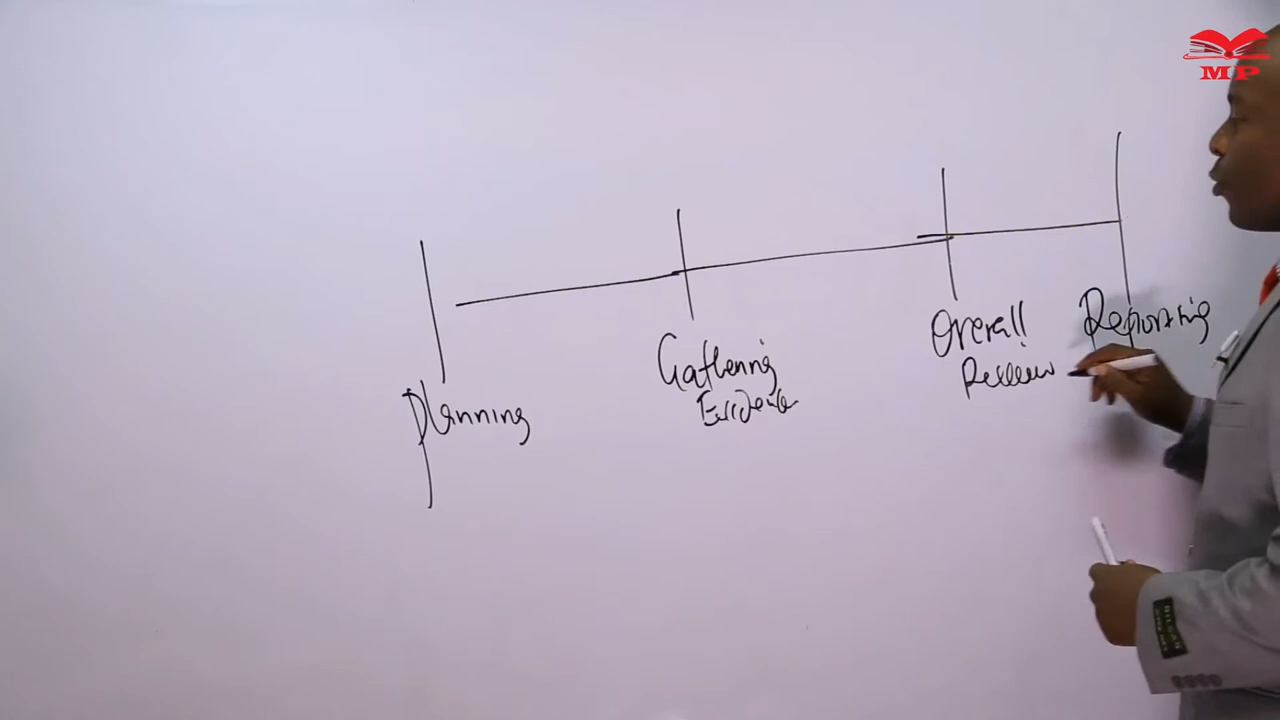 MP
Planning
Gathering
Evidence
Overall
Review
Reporting